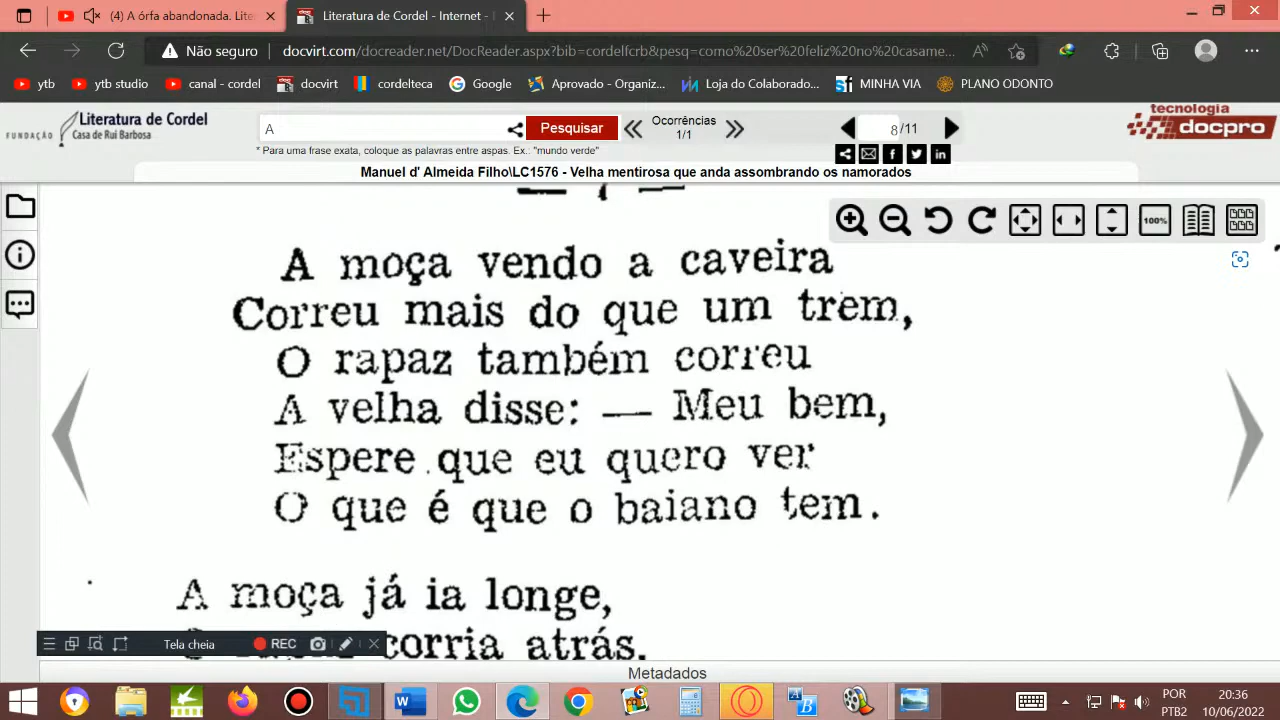 (4) A órfa abandonada. Lite
Literatura de Cordel - Internet - I
Não seguro
docvirt.com/docreader.net/DocReader.aspx?bib=cordelfcrb&pesq=como%20ser%20feliz%20no%20casame...
ytb
ytb studio
canal - cordel
docvirt
cordelteca
Google
Aprovado - Organiz...
Loja do Colaborado...
MINHA VIA
PLANO ODONTO
FUNDAÇÃO
Literatura de Cordel
Casa de Rui Barbosa
A
Pesquisar
Ocorrências
1/1
8 /11
tecnologia
docpro
* Para uma frase exata, coloque as palavras entre aspas. Ex.: "mundo verde"
Manuel d' Almeida Filho\LC1576 - Velha mentirosa que anda assombrando os namorados
100%
A moça vendo a caveira
Correu mais do que um trem,
O rapaz também correu
A velha disse: — Meu bem,
Espere que eu quero ver
O que é que o baiano tem.
A moça já ia longe,
corria atrás.
Tela cheia
REC
Metadados
POR
PTB2
20:36
10/06/2022